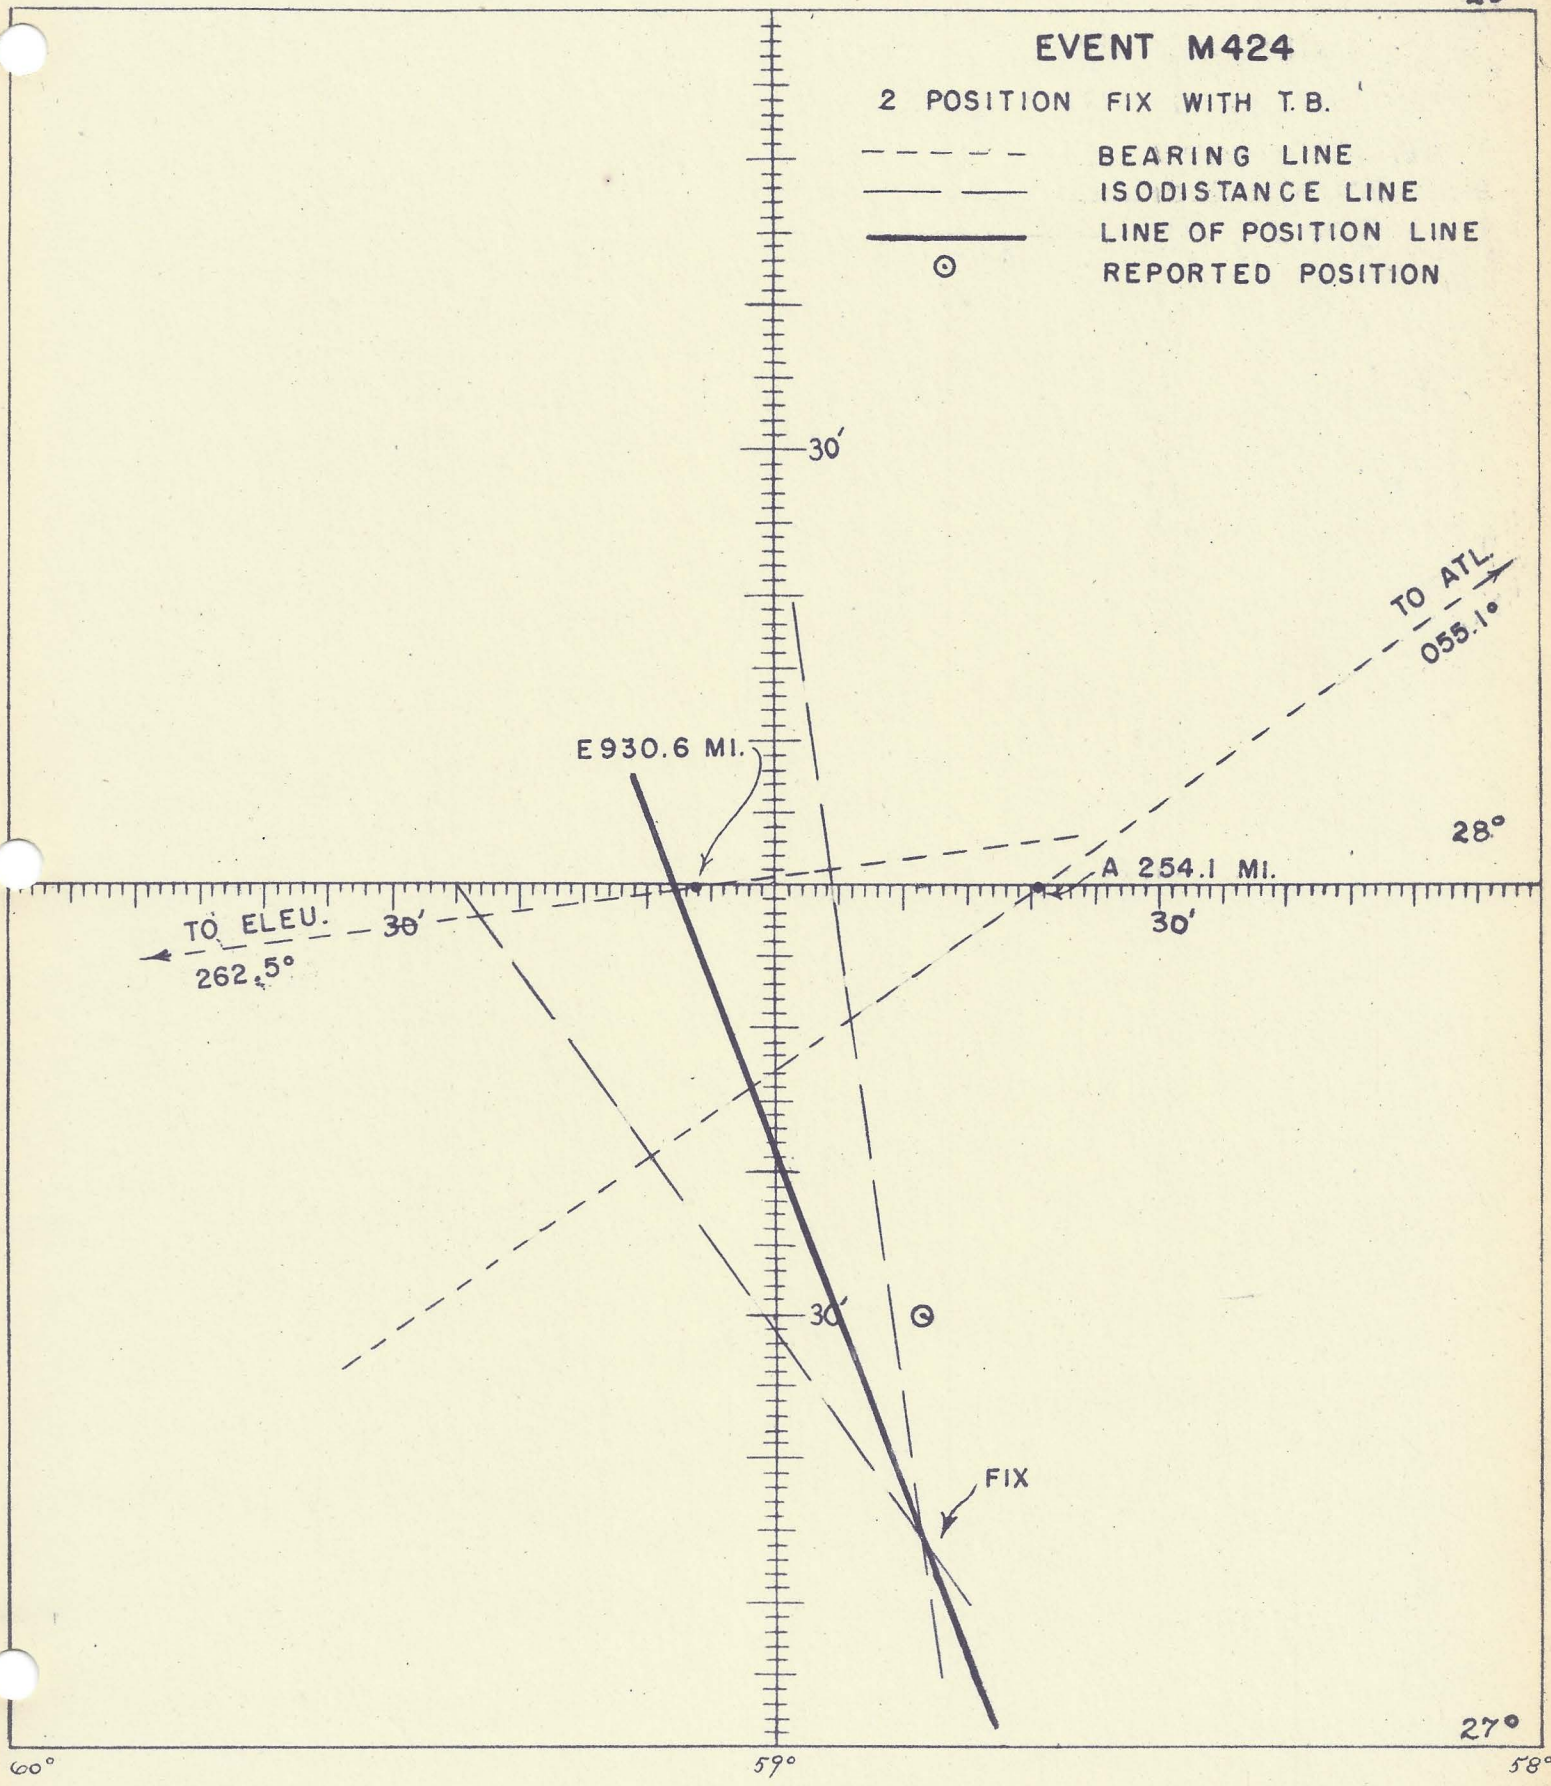 EVENT M424
2 POSITION FIX WITH T.B.
BEARING LINE
ISODISTANCE LINE
LINE OF POSITION LINE
REPORTED POSITION
30′
TO ATL.
055.1°
E930.6 MI.
28°
A 254.1 MI.
TO ELEU.
30′
30′
262.5°
30′
FIX
27°
60°
59°
58°